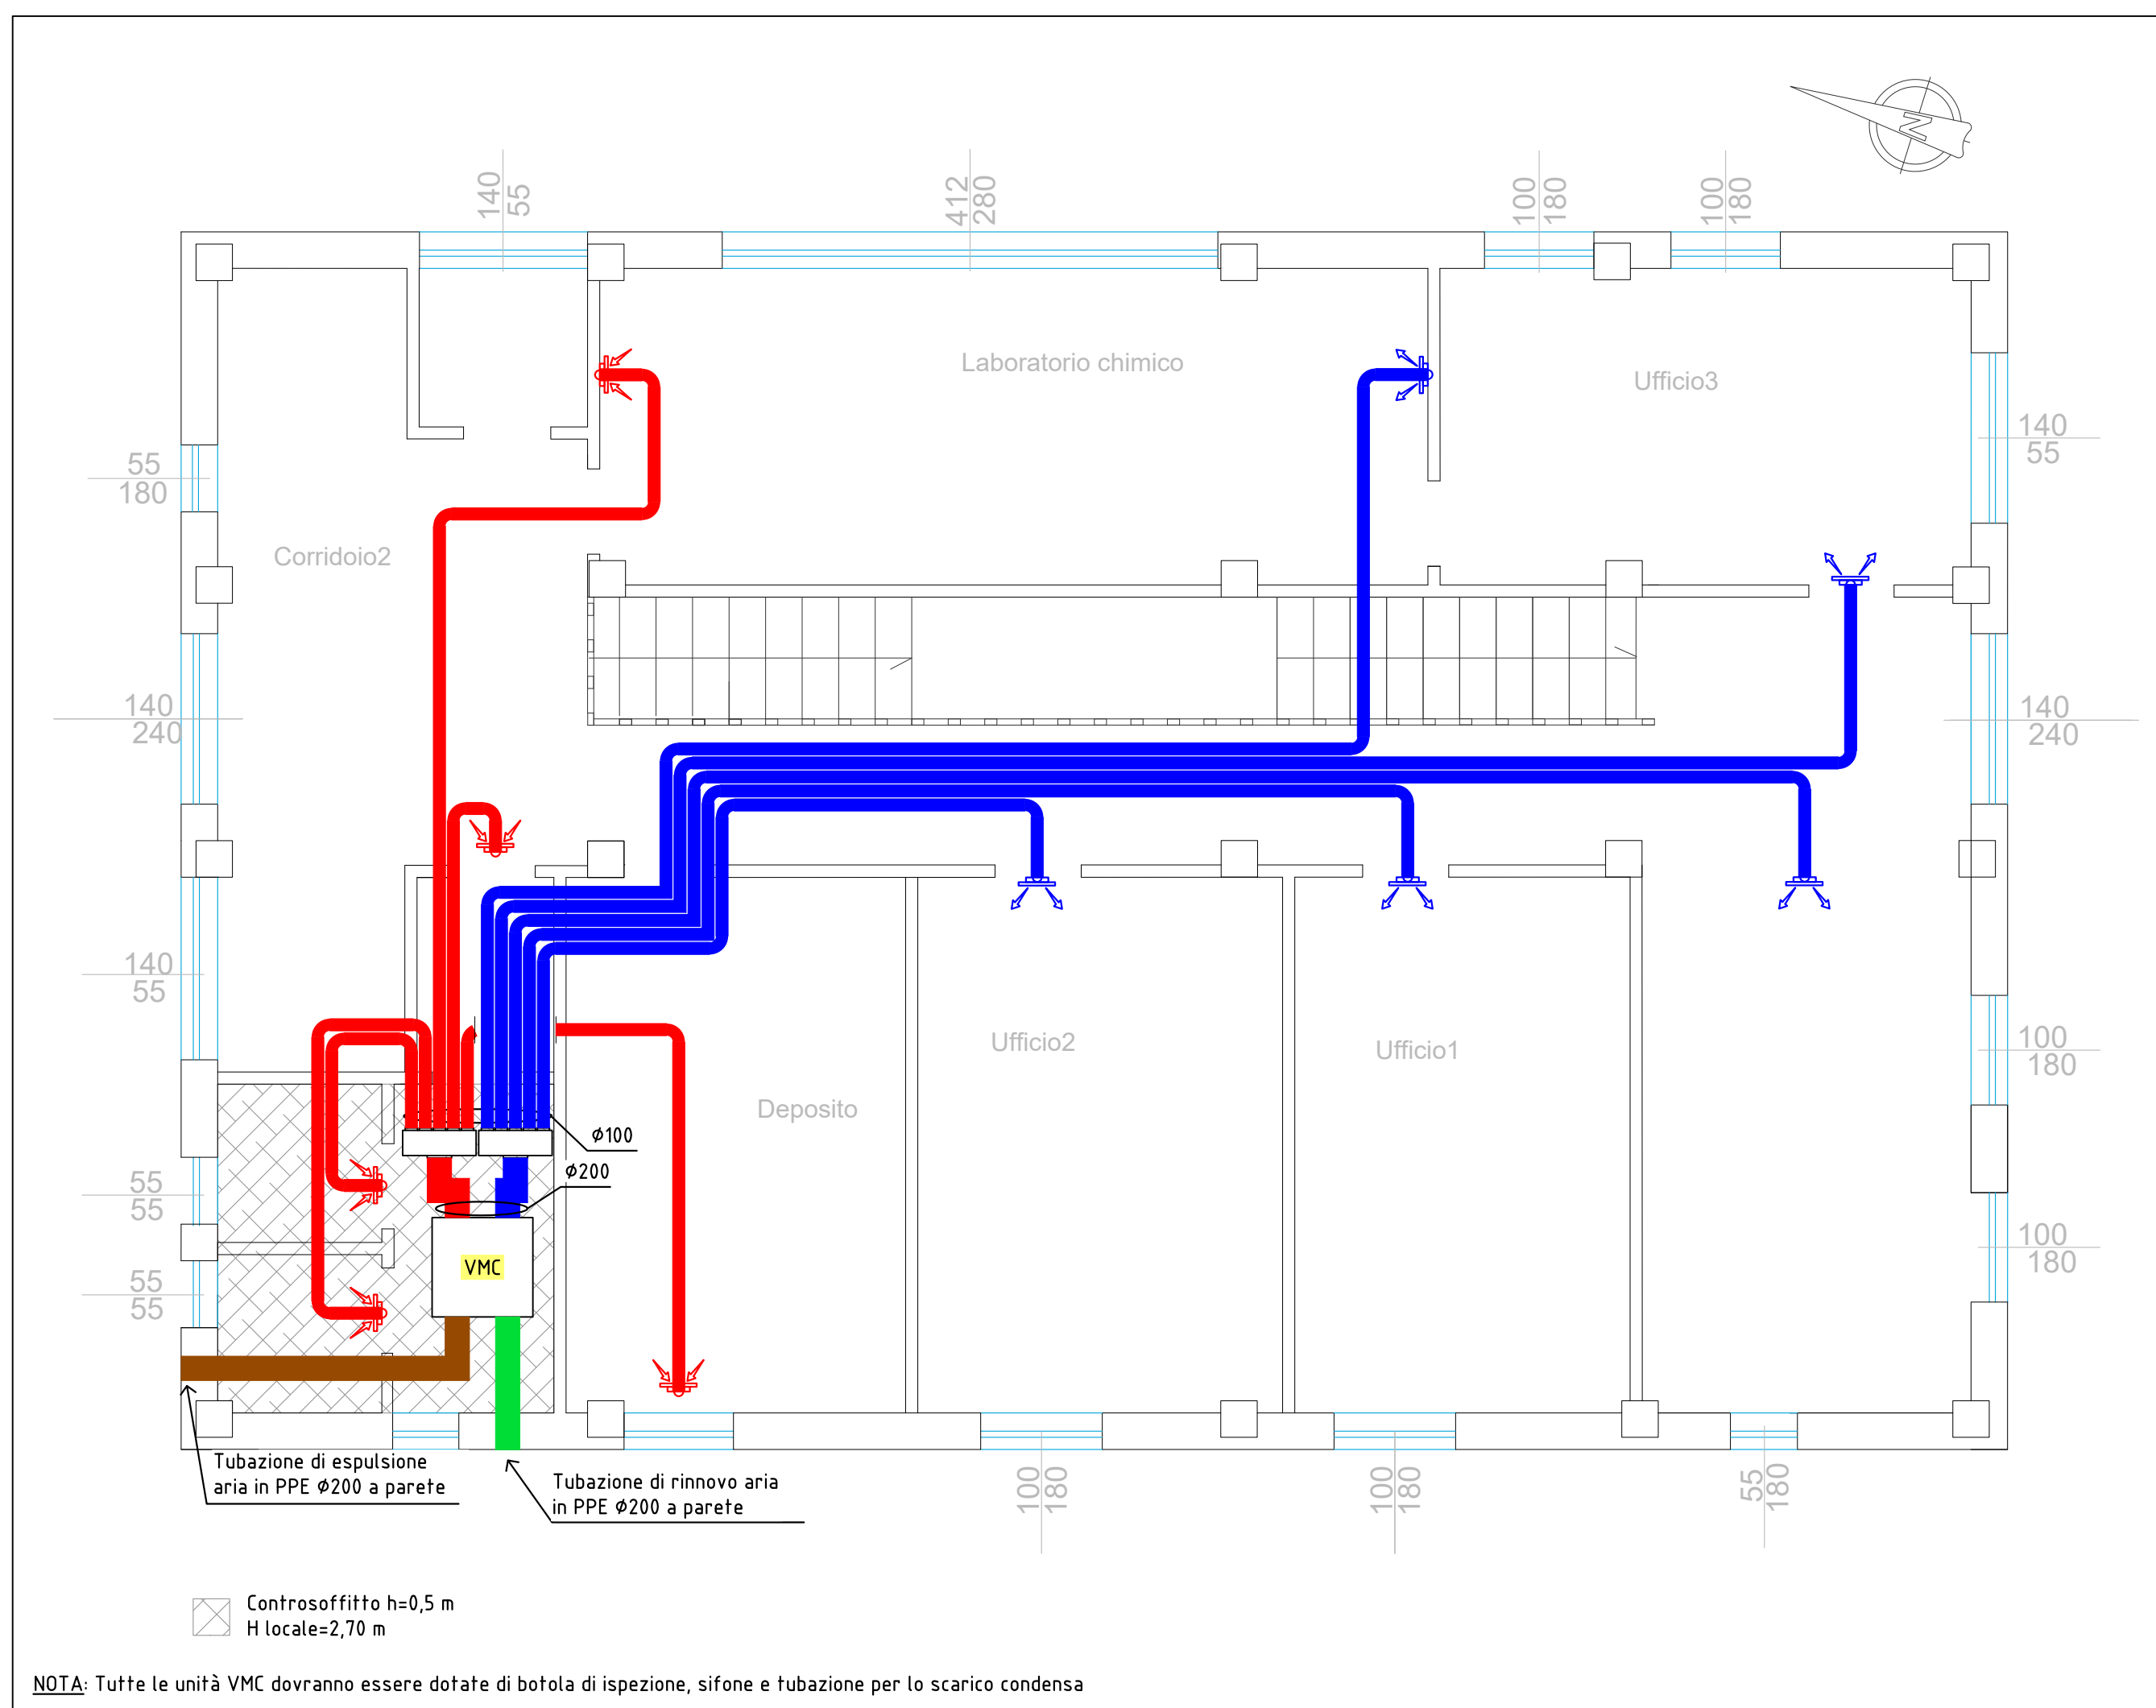 N
140
55
412
280
100
180
100
180
Laboratorio chimico
Ufficio3
140
55
55
180
Corridoio2
140
240
140
240
140
55
Ufficio2
Ufficio1
100
180
Deposito
ϕ100
ϕ200
55
55
100
180
VMC
55
55
Tubazione di espulsione
aria in PPE ϕ200 a parete
Tubazione di rinnovo aria
in PPE ϕ200 a parete
100
180
100
180
55
180
Controsoffitto h=0,5 m
H locale=2,70 m
NOTA: Tutte le unità VMC dovranno essere dotate di botola di ispezione, sifone e tubazione per lo scarico condensa